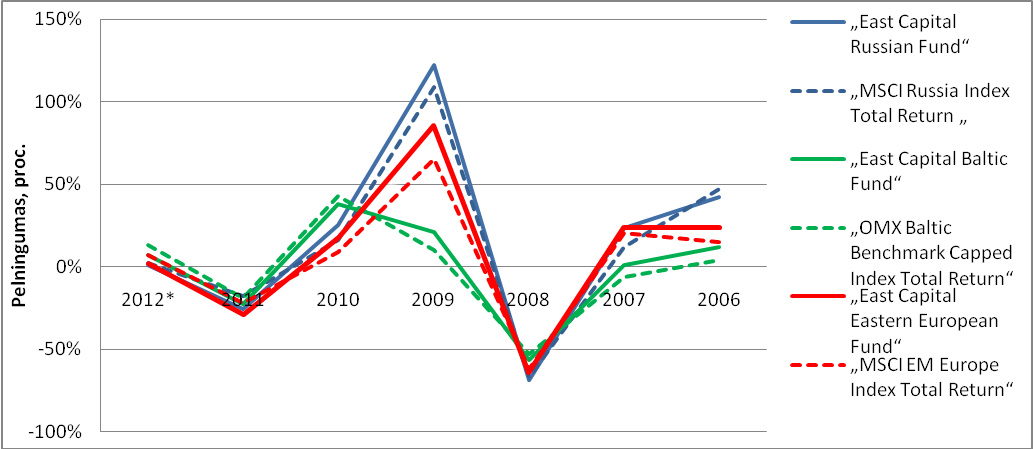 150%
100%
50%
0%
-50%
-100%
Pelningumas, proc.
2012*
2011
2010
2009
2008
2007
2006
„East Capital
Russian Fund“
„MSCI Russia Index
Total Return „
„East Capital Baltic
Fund“
„OMX Baltic
Benchmark Capped
Index Total Return“
„East Capital
Eastern European
Fund“
„MSCI EM Europe
Index Total Return“